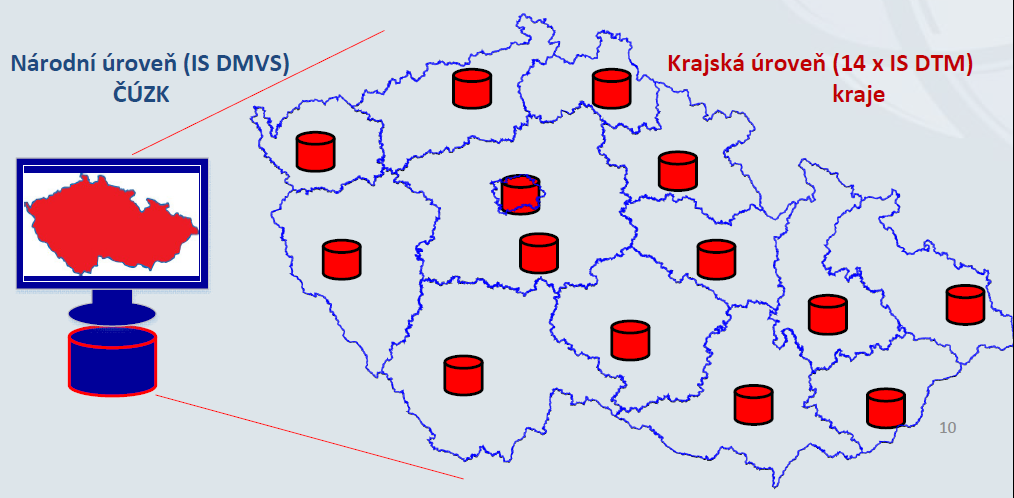 Národní úroveň (IS DMVS)
ČÚZK
Krajská úroveň (14 x IS DTM)
kraje
10